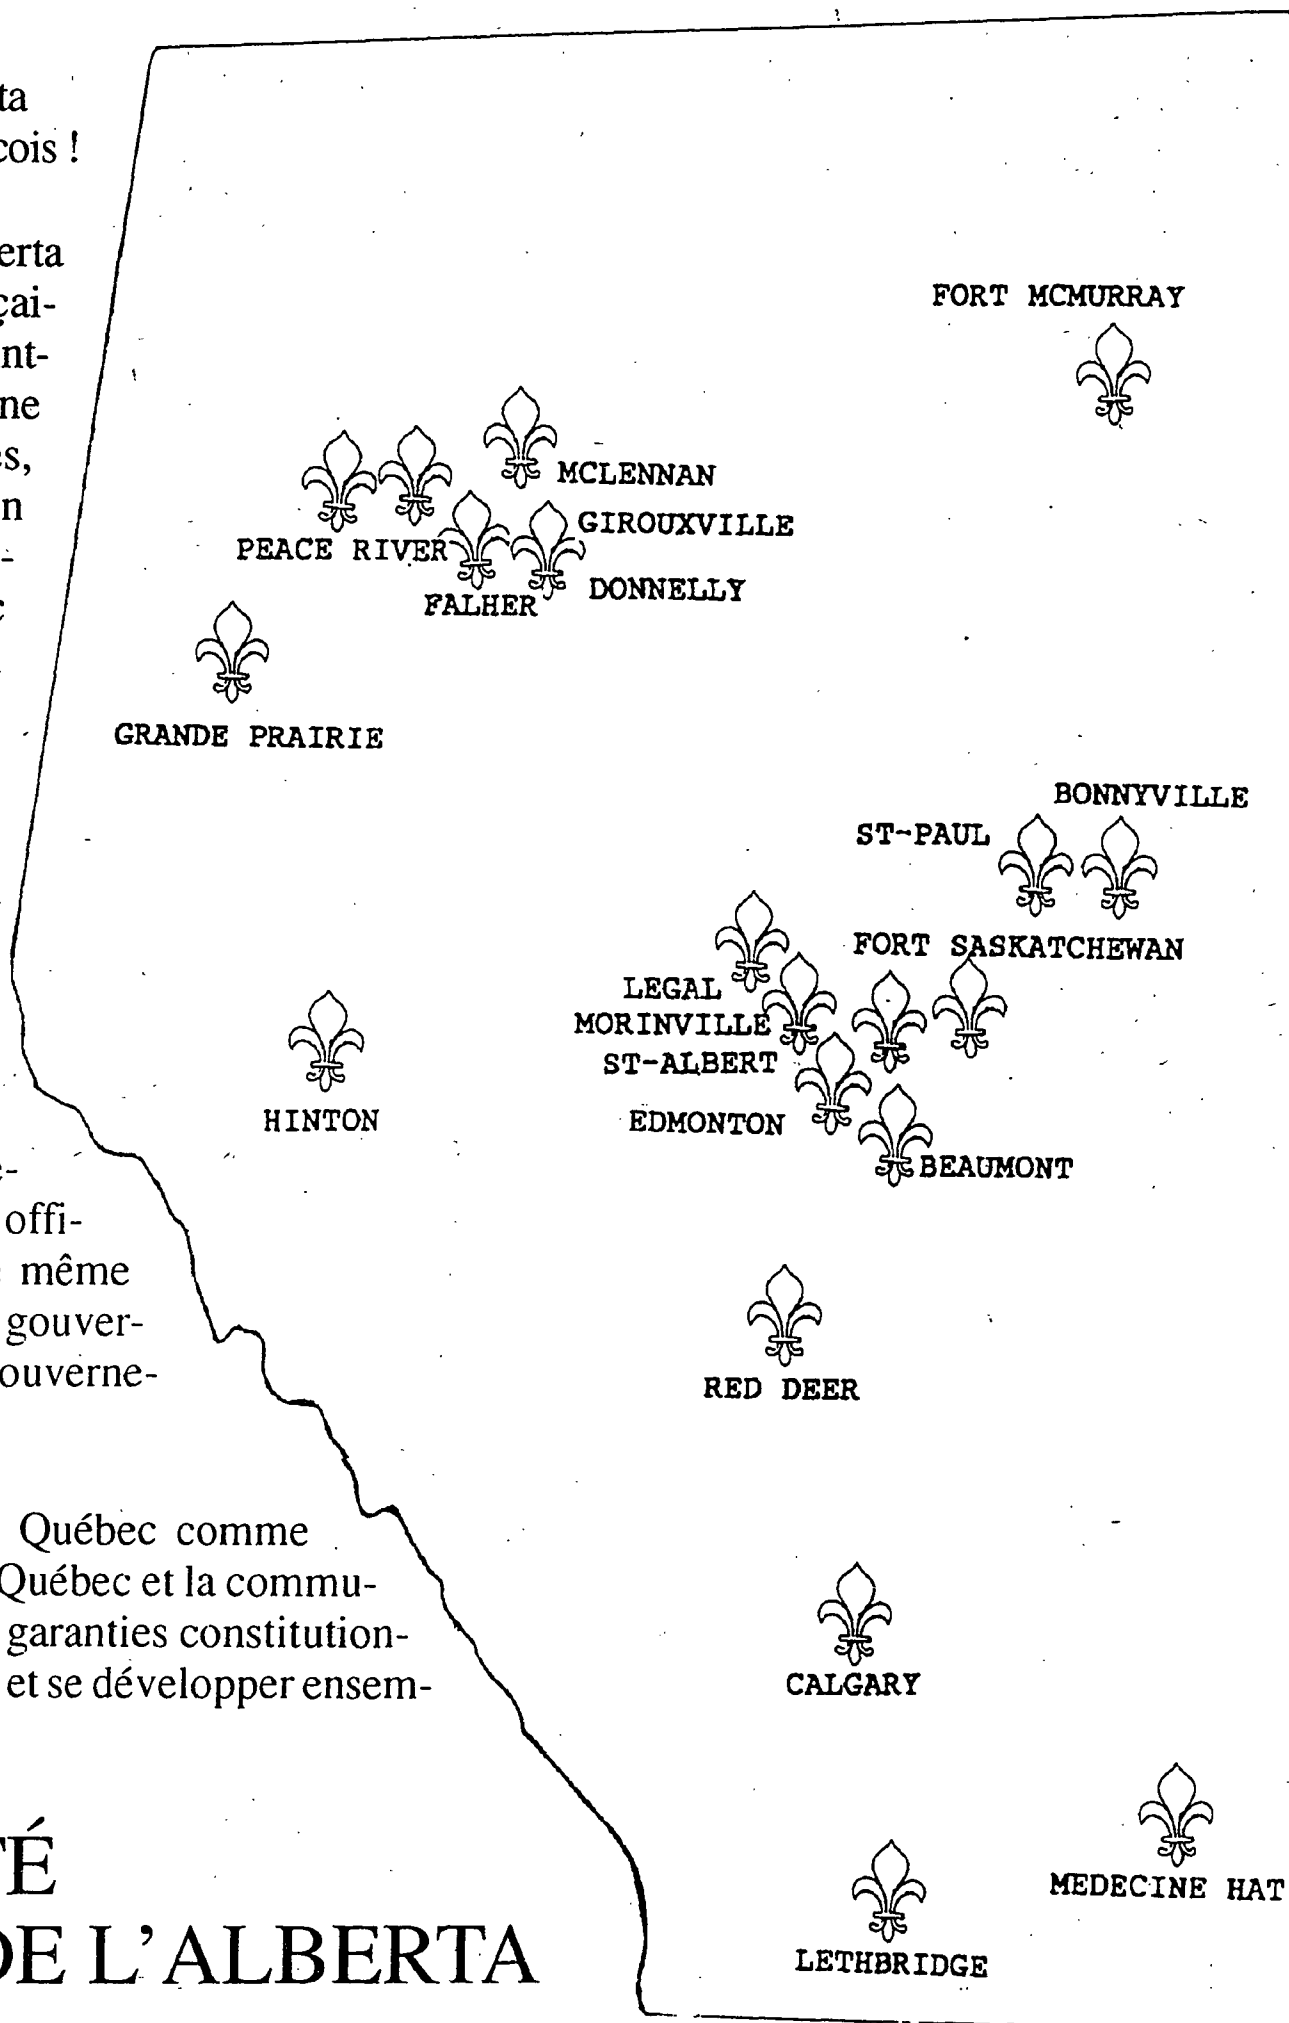 ta
cois !
erta
çai-
nt-
ne
es,
n
-
c
e-
offi-
même
gouver-
ouverne-
Québec comme
Québec et la commu-
garanties constitution-
et se développer ensem-
TÉ
DE L'ALBERTA
FORT MCMURRAY
MCLENNAN
GIROUXVILLE
PEACE RIVER
DONNELLY
FALHER
GRANDE PRAIRIE
BONNYVILLE
ST-PAUL
FORT SASKATCHEWAN
LEGAL
MORINVILLE
ST-ALBERT
HINTON
EDMONTON
BEAUMONT
RED DEER
CALGARY
MEDECINE HAT
LETHBRIDGE